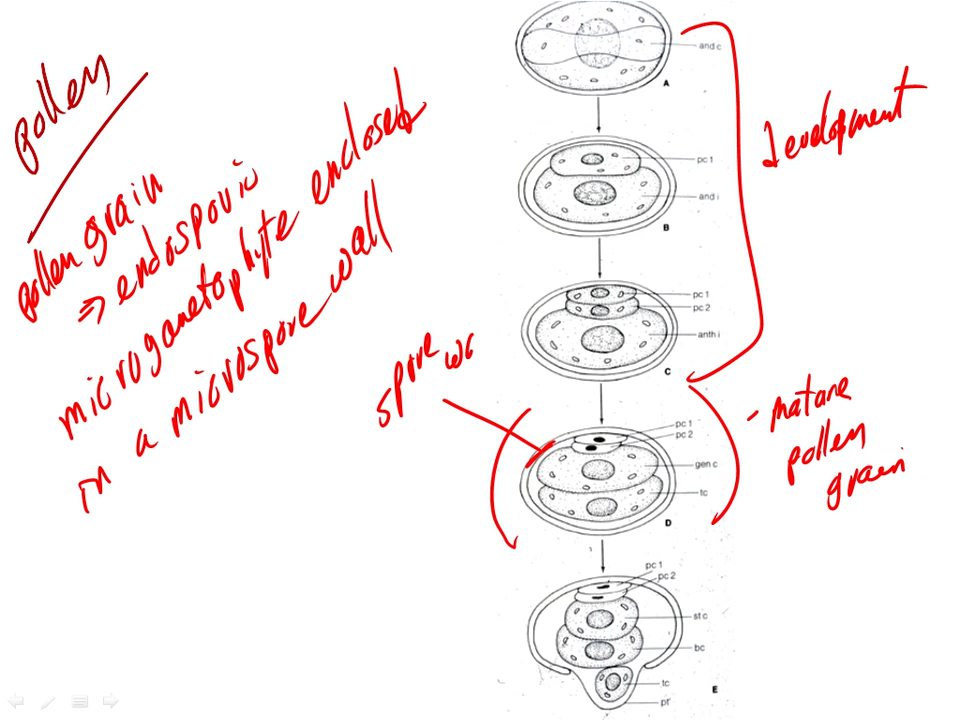 pollen
pollen grain
⇒ endosporic
microgametophyte enclosed
in a microspore wall
Development
spore wa
- mature
pollen
grain
and c
A
pc 1
and i
B
pc 1
pc 2
anth i
C
pc 1
pc 2
gen c
tc
D
pc 1
pc 2
st c
bc
tc
E
pt